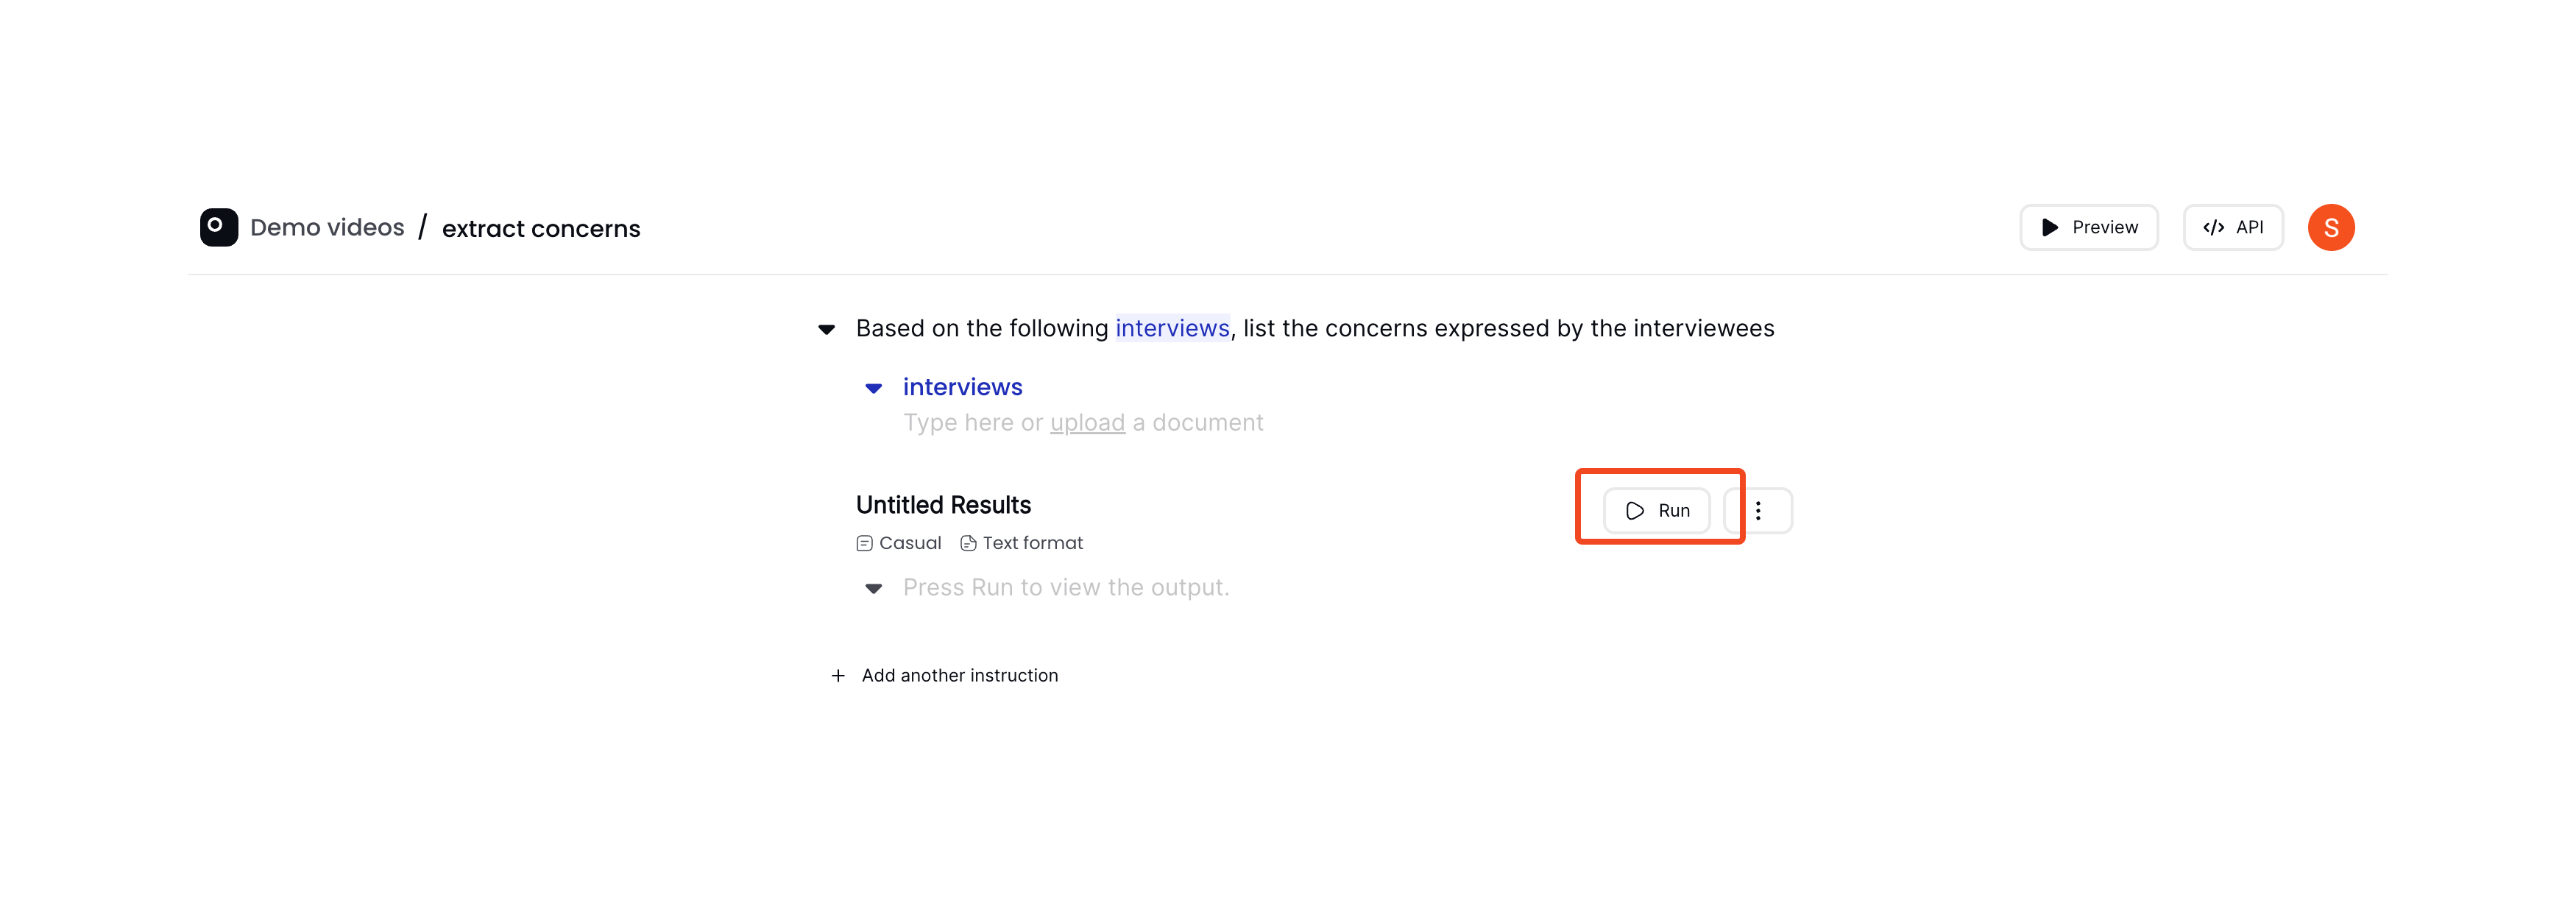 Demo videos / extract concerns
Preview
</> API
S
Based on the following interviews, list the concerns expressed by the interviewees
interviews
Type here or upload a document
Untitled Results
Run
Casual Text format
Press Run to view the output.
+ Add another instruction